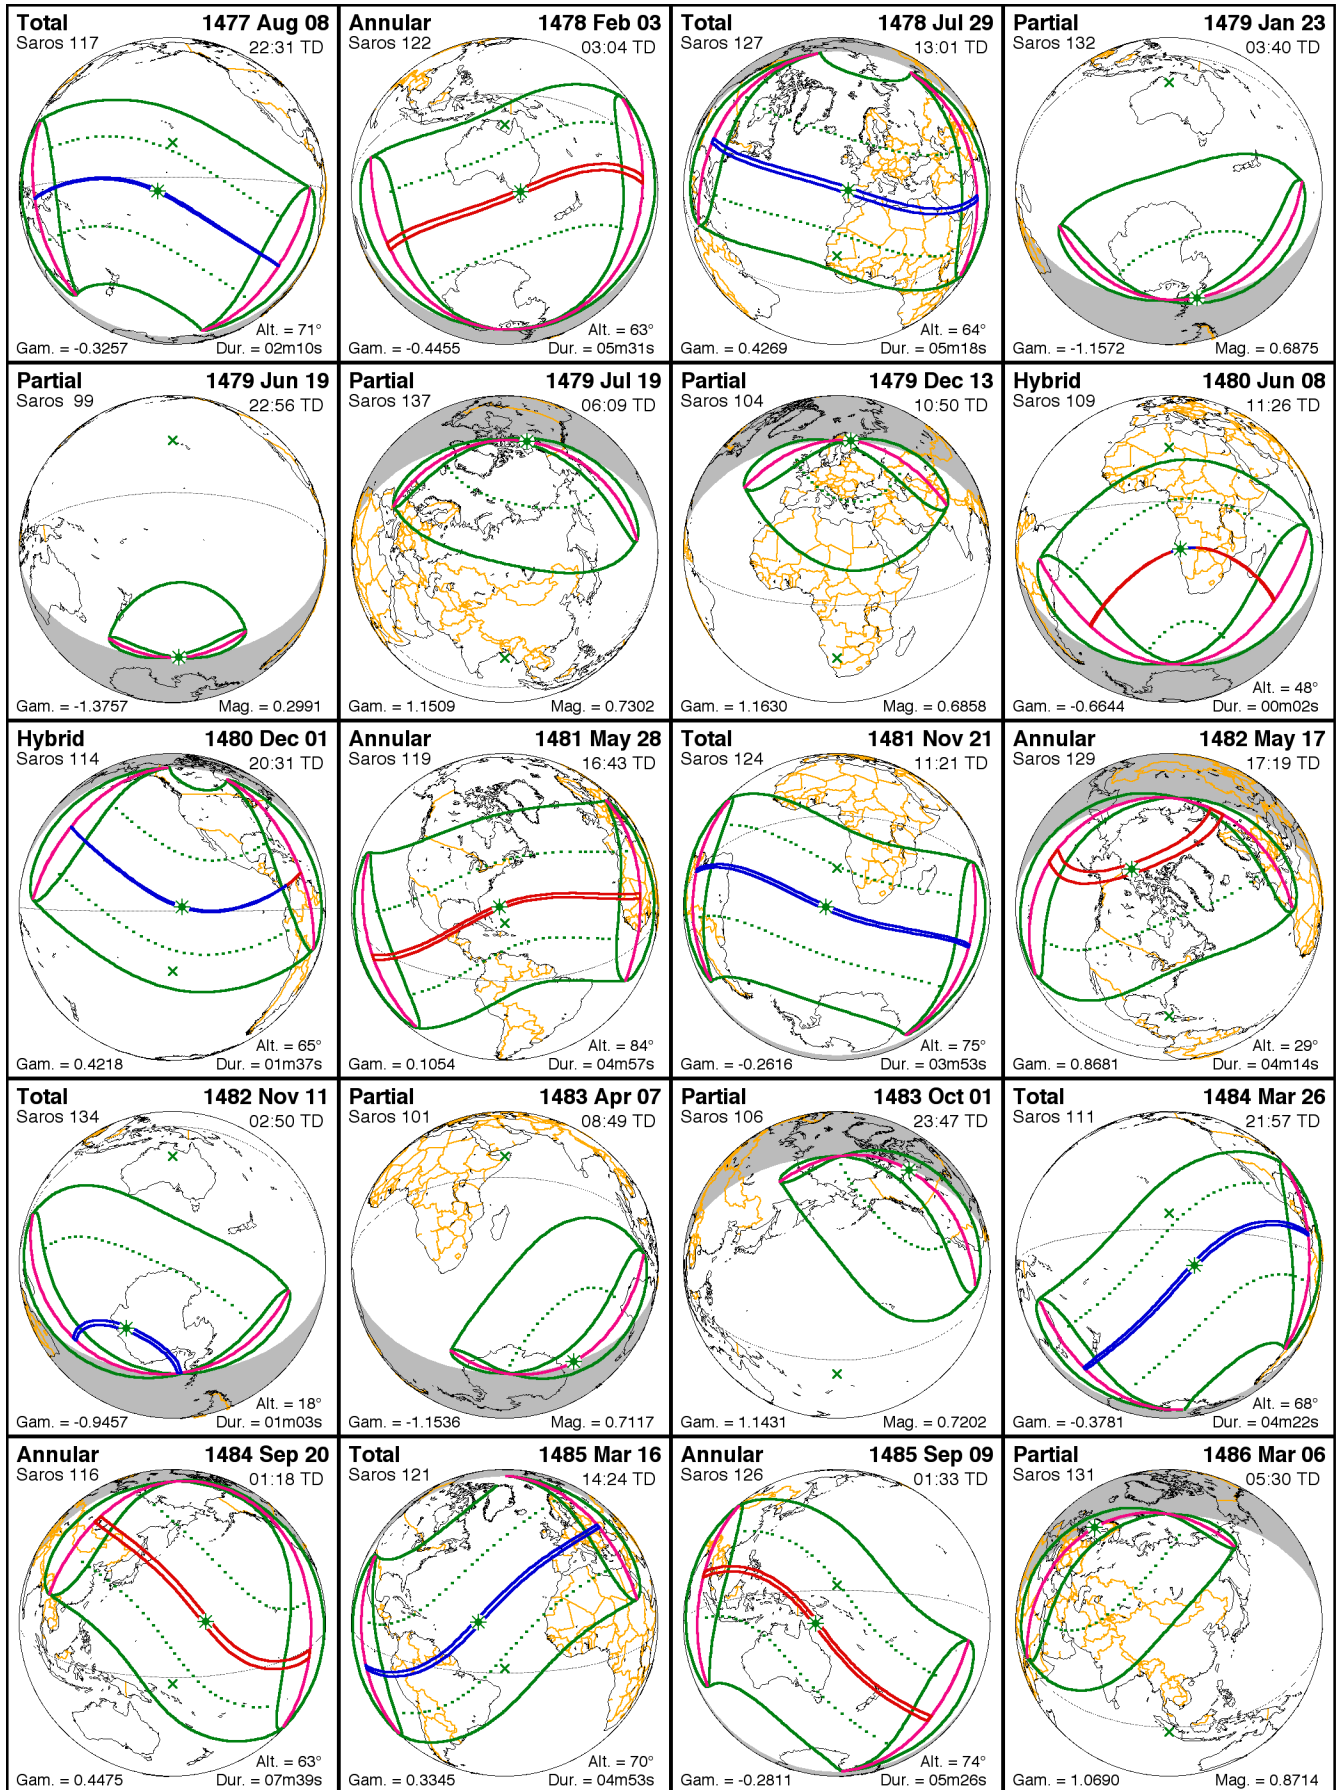 Total 1477 Aug 08
Saros 117 22:31 TD
Alt. = 71°
Gam. = -0.3257 Dur. = 02m10s
Annular 1478 Feb 03
Saros 122 03:04 TD
Alt. = 63°
Gam. = -0.4455 Dur. = 05m31s
Total 1478 Jul 29
Saros 127 13:01 TD
Alt. = 64°
Gam. = 0.4269 Dur. = 05m18s
Partial 1479 Jan 23
Saros 132 03:40 TD
Gam. = -1.1572 Mag. = 0.6875
Partial 1479 Jun 19
Saros 99 22:56 TD
Gam. = -1.3757 Mag. = 0.2991
Partial 1479 Jul 19
Saros 137 06:09 TD
Gam. = 1.1509 Mag. = 0.7302
Partial 1479 Dec 13
Saros 104 10:50 TD
Gam. = 1.1630 Mag. = 0.6858
Hybrid 1480 Jun 08
Saros 109 11:26 TD
Alt. = 48°
Gam. = -0.6644 Dur. = 00m02s
Hybrid 1480 Dec 01
Saros 114 20:31 TD
Alt. = 65°
Gam. = 0.4218 Dur. = 01m37s
Annular 1481 May 28
Saros 119 16:43 TD
Alt. = 84°
Gam. = 0.1054 Dur. = 04m57s
Total 1481 Nov 21
Saros 124 11:21 TD
Alt. = 75°
Gam. = -0.2616 Dur. = 03m53s
Annular 1482 May 17
Saros 129 17:19 TD
Alt. = 29°
Gam. = 0.8681 Dur. = 04m14s
Total 1482 Nov 11
Saros 134 02:50 TD
Alt. = 18°
Gam. = -0.9457 Dur. = 01m03s
Partial 1483 Apr 07
Saros 101 08:49 TD
Gam. = -1.1536 Mag. = 0.7117
Partial 1483 Oct 01
Saros 106 23:47 TD
Gam. = 1.1431 Mag. = 0.7202
Total 1484 Mar 26
Saros 111 21:57 TD
Alt. = 68°
Gam. = -0.3781 Dur. = 04m22s
Annular 1484 Sep 20
Saros 116 01:18 TD
Alt. = 63°
Gam. = 0.4475 Dur. = 07m39s
Total 1485 Mar 16
Saros 121 14:24 TD
Alt. = 70°
Gam. = 0.3345 Dur. = 04m53s
Annular 1485 Sep 09
Saros 126 01:33 TD
Alt. = 74°
Gam. = -0.2811 Dur. = 05m26s
Partial 1486 Mar 06
Saros 131 05:30 TD
Gam. = 1.0690 Mag. = 0.8714